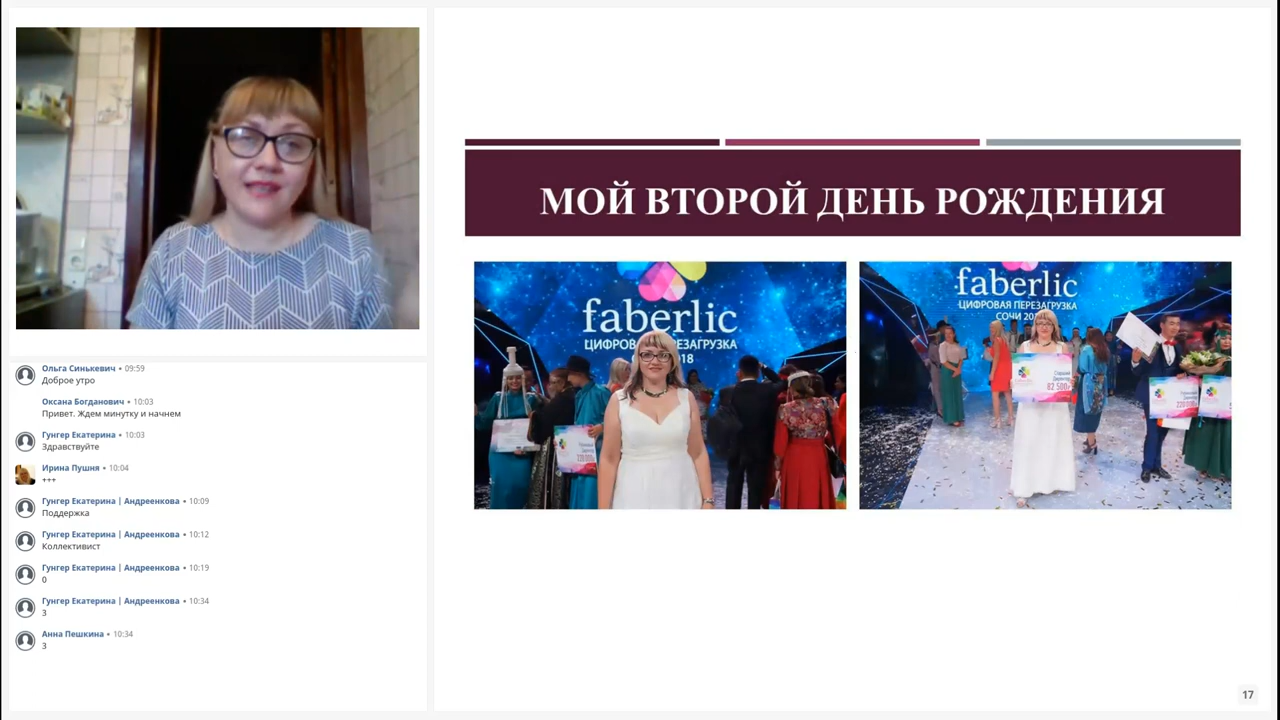 Ольга Синькевич • 09:59
Доброе утро
Оксана Богданович • 10:03
Привет. Ждем минутку и начнем
Гунгер Екатерина • 10:03
Здравствуйте
Ирина Пушня • 10:04
+++
Гунгер Екатерина | Андреенкова • 10:09
Поддержка
Гунгер Екатерина | Андреенкова • 10:12
Коллективист
Гунгер Екатерина | Андреенкова • 10:19
0
Гунгер Екатерина | Андреенкова • 10:34
3
Анна Пешкина • 10:34
3
МОЙ ВТОРОЙ ДЕНЬ РОЖДЕНИЯ
faberlic
18
faberlic
ЦИФРОВАЯ ПЕРЕЗАГРУЗКА
СОЧИ
62 500
17